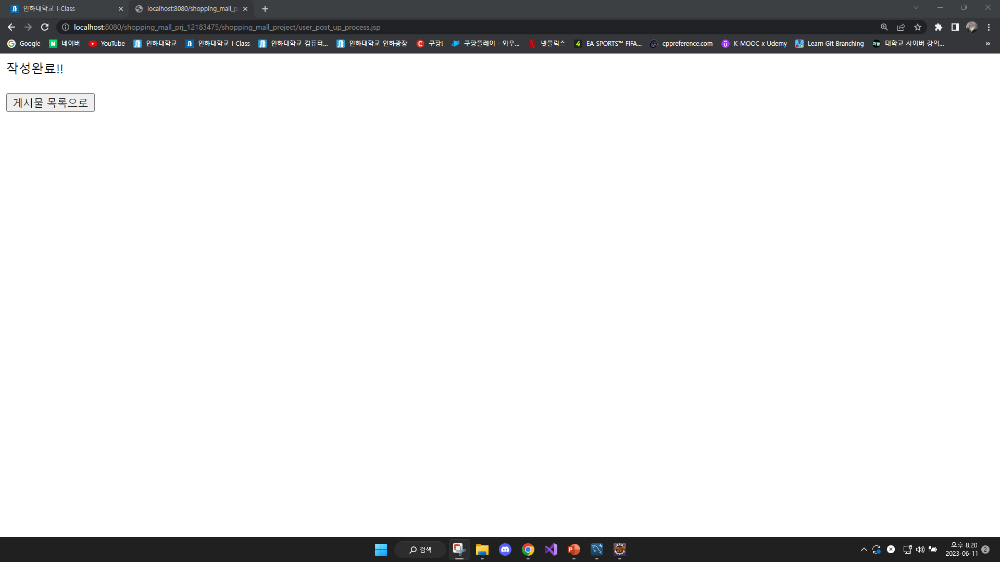 인하대학교 I-Class
localhost:8080/shopping_mall_p
localhost:8080/shopping_mall_prj_12183475/shopping_mall_project/user_post_up_process.jsp
Google 네이버 YouTube 인하대학교 인하대학교 I-Class 인하대학교 컴퓨터... 인하대학교 인하광장 쿠팡! 쿠팡플레이 - 와우... 넷플릭스 EA SPORTS™ FIFA... cppreference.com K-MOOC x Udemy Learn Git Branching 대학교 사이버 강의... »
작성완료!!
게시물 목록으로
검색
오후 8:20
2023-06-11
2